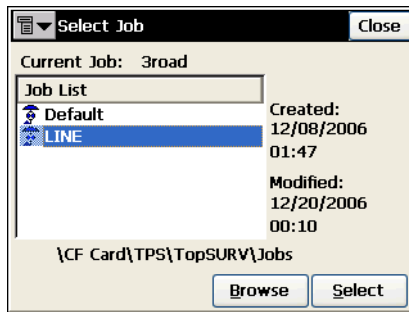 Select Job
Close
Current Job: 3road
Job List
Default
LINE
Created:
12/08/2006
01:47
Modified:
12/20/2006
00:10
\CF Card\TPS\TopSURV\Jobs
Browse
Select